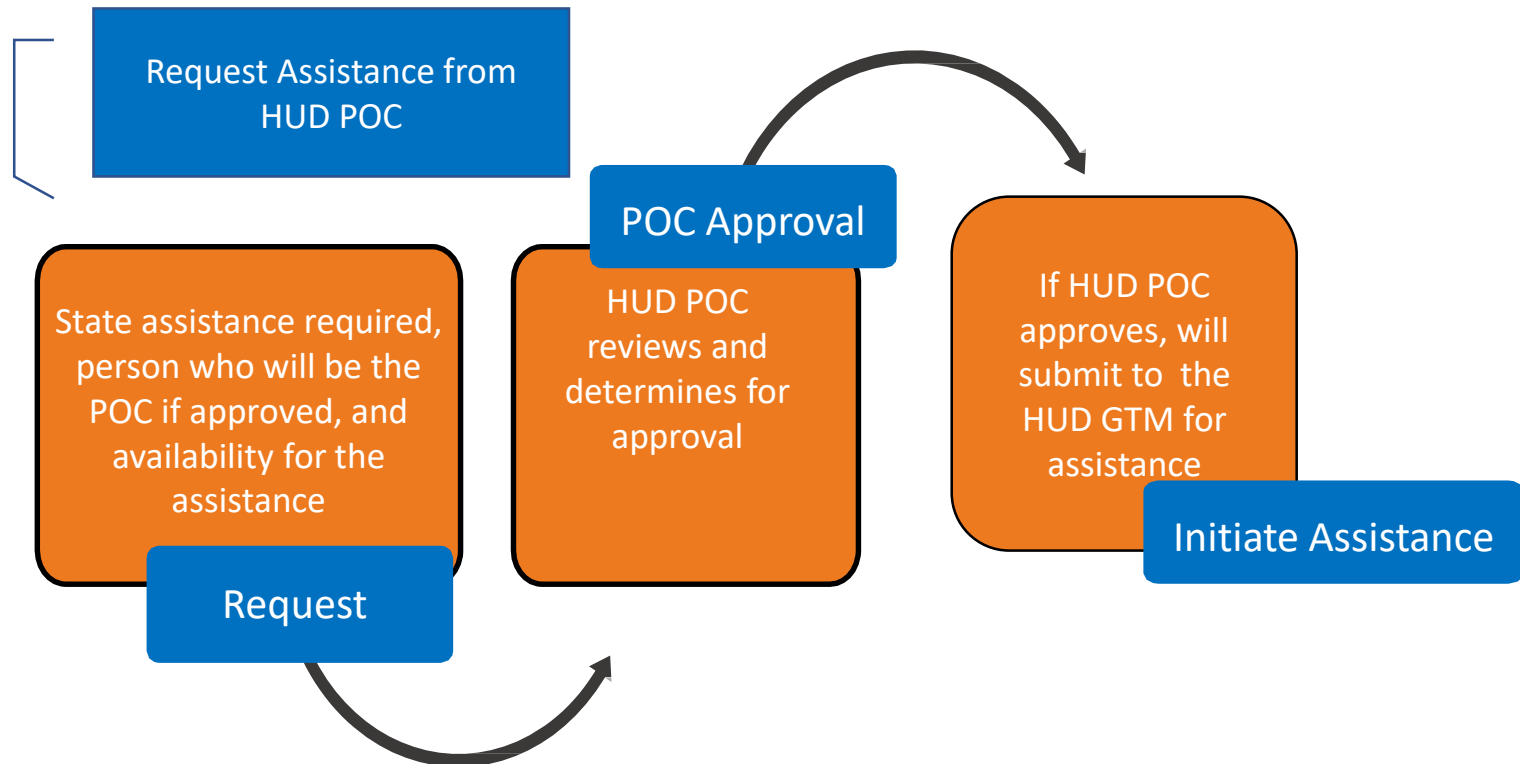 Request Assistance from
HUD POC
State assistance required,
person who will be the
POC if approved, and
availability for the
assistance
Request
POC Approval
HUD POC
reviews and
determines for
approval
If HUD POC
approves, will
submit to  the
HUD GTM for
assistance
Initiate Assistance